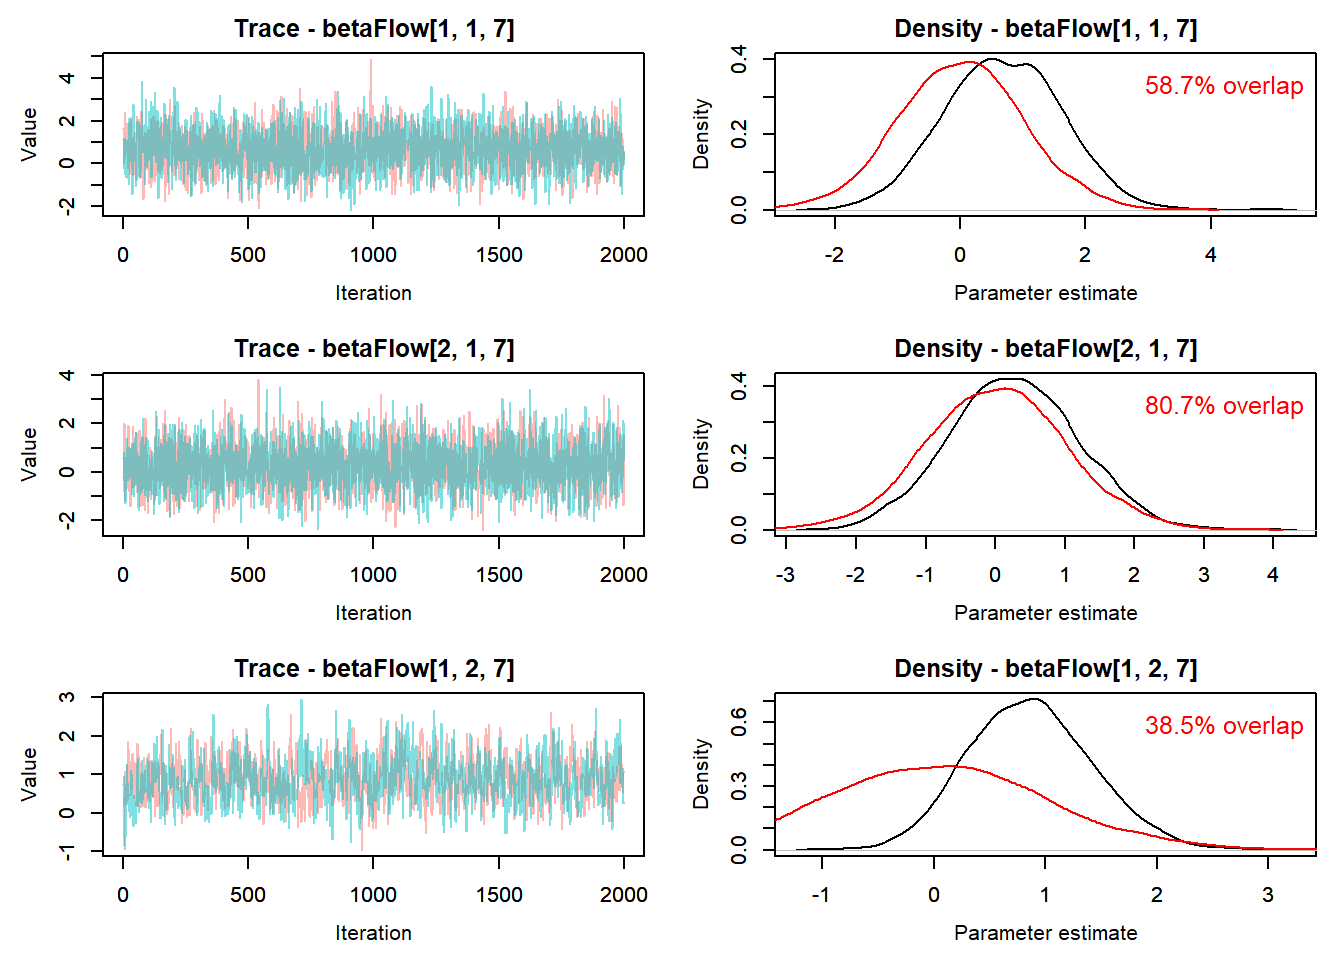 Trace - betaFlow[1, 1, 7]
Value
-2 0 2 4
0 500 1000 1500 2000
Iteration
Density - betaFlow[1, 1, 7]
58.7% overlap
Density
0.0 0.2 0.4
-2 0 2 4
Parameter estimate
Trace - betaFlow[2, 1, 7]
Value
-2 0 2 4
0 500 1000 1500 2000
Iteration
Density - betaFlow[2, 1, 7]
80.7% overlap
Density
0.0 0.2 0.4
-3 -2 -1 0 1 2 3 4
Parameter estimate
Trace - betaFlow[1, 2, 7]
Value
-1 0 1 2 3
0 500 1000 1500 2000
Iteration
Density - betaFlow[1, 2, 7]
38.5% overlap
Density
0.0 0.3 0.6
-1 0 1 2 3
Parameter estimate